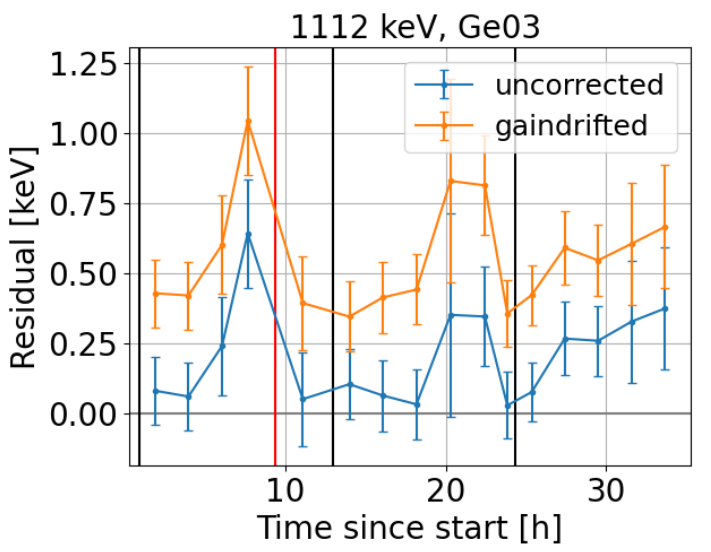 1112 keV, Ge03
uncorrected
gaindrifted
Residual [keV]
1.25
1.00
0.75
0.50
0.25
0.00
10
20
30
Time since start [h]